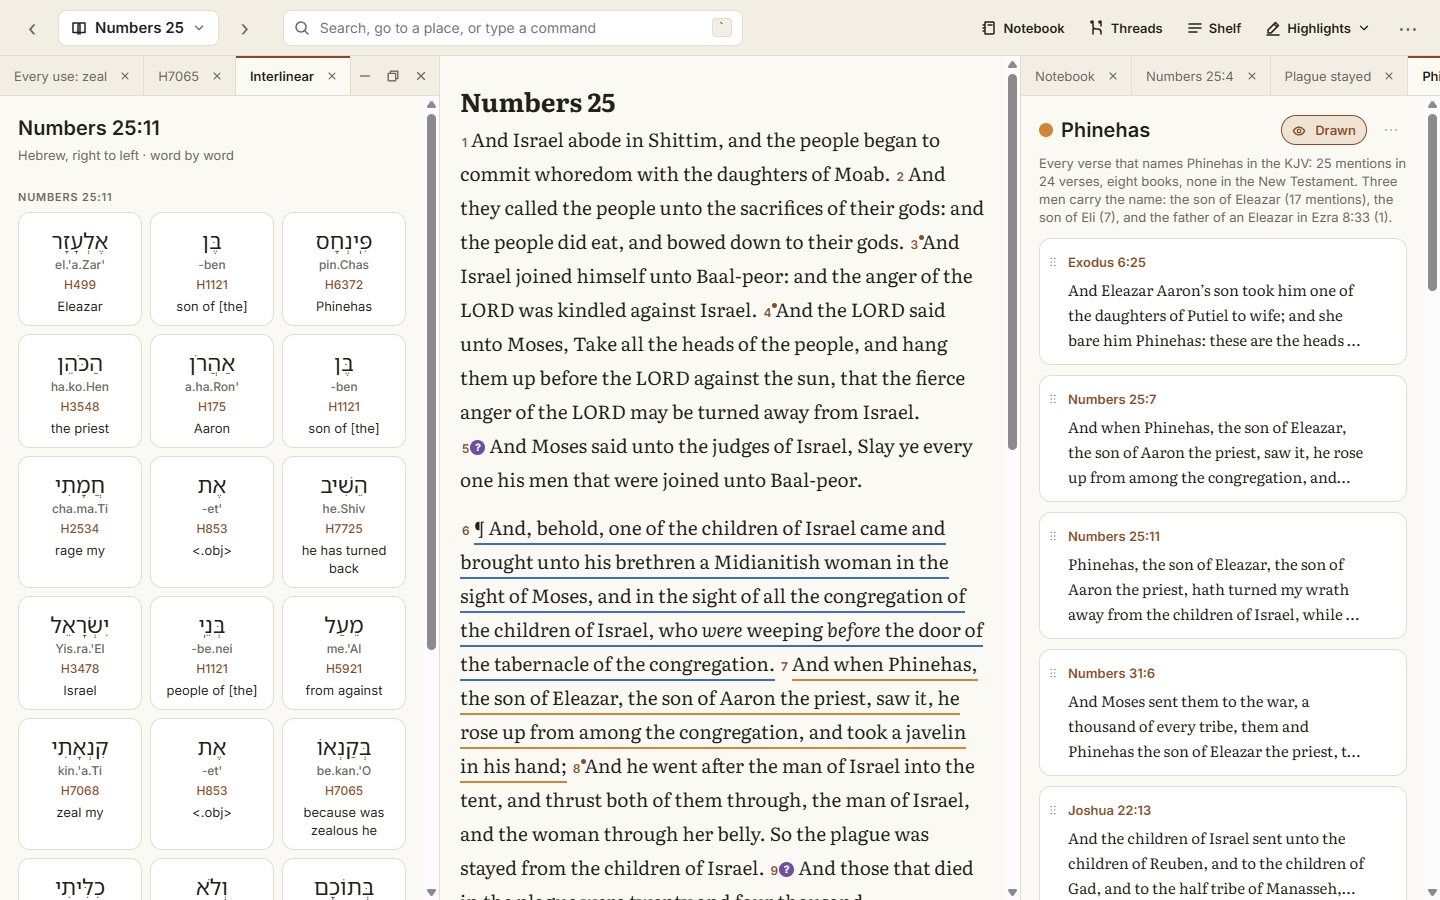 Numbers 25
Search, go to a place, or type a command
`
Notebook
Threads
Shelf
Highlights
Every use: zeal
H7065
Interlinear
Numbers 25:11
Hebrew, right to left · word by word
NUMBERS 25:11
פִּֽינְחָס
pin.Chas
H6372
Phinehas
בֶּן
-ben
H1121
son of [the]
אֶלְעָזָר
el.'a.Zar'
H499
Eleazar
בֶּן
-ben
H1121
son of [the]
אַהֲרֹן
a.ha.Ron'
H175
Aaron
הַכֹּהֵן
ha.ko.Hen
H3548
the priest
הֵשִׁיב
he.Shiv
H7725
he has turned
back
אֶת
-et'
H853
<.obj>
חֲמָתִי
cha.ma.Ti
H2534
rage my
מֵעַל
me.'Al
H5921
from against
בְּנֵֽי
-be.nei
H1121
people of [the]
יִשְׂרָאֵל
Yis.ra.'El
H3478
Israel
בְּקַנְאוֹ
be.kan.'O
H7065
because was
zealous he
אֶת
-et'
H853
<.obj>
קִנְאָתִי
kin.'a.Ti
H7068
zeal my
בְּתוֹכָם
וְלֹא
כִלִּיתִי
Numbers 25
1 And Israel abode in Shittim, and the people began to
commit whoredom with the daughters of Moab. 2 And
they called the people unto the sacrifices of their gods: and
the people did eat, and bowed down to their gods. 3 And
Israel joined himself unto Baal-peor: and the anger of the
LORD was kindled against Israel. 4 And the LORD said
unto Moses, Take all the heads of the people, and hang
them up before the LORD against the sun, that the fierce
anger of the LORD may be turned away from Israel.
5 ? And Moses said unto the judges of Israel, Slay ye every
one his men that were joined unto Baal-peor.
6 ¶ And, behold, one of the children of Israel came and
brought unto his brethren a Midianitish woman in the
sight of Moses, and in the sight of all the congregation of
the children of Israel, who were weeping before the door of
the tabernacle of the congregation. 7 And when Phinehas,
the son of Eleazar, the son of Aaron the priest, saw it, he
rose up from among the congregation, and took a javelin
in his hand; 8 And he went after the man of Israel into the
tent, and thrust both of them through, the man of Israel,
and the woman through her belly. So the plague was
stayed from the children of Israel. 9 ? And those that died
in the plague were twenty and four thousand.
Notebook
Numbers 25:4
Plague stayed
Phi
Phinehas
Drawn
Every verse that names Phinehas in the KJV: 25 mentions in
24 verses, eight books, none in the New Testament. Three
men carry the name: the son of Eleazar (17 mentions), the
son of Eli (7), and the father of an Eleazar in Ezra 8:33 (1).
Exodus 6:25
And Eleazar Aaron’s son took him one of
the daughters of Putiel to wife; and she
bare him Phinehas: these are the heads …
Numbers 25:7
And when Phinehas, the son of Eleazar,
the son of Aaron the priest, saw it, he rose
up from among the congregation, and…
Numbers 25:11
Phinehas, the son of Eleazar, the son of
Aaron the priest, hath turned my wrath
away from the children of Israel, while …
Numbers 31:6
And Moses sent them to the war, a
thousand of every tribe, them and
Phinehas the son of Eleazar the priest, t…
Joshua 22:13
And the children of Israel sent unto the
children of Reuben, and to the children of
Gad, and to the half tribe of Manasseh,…